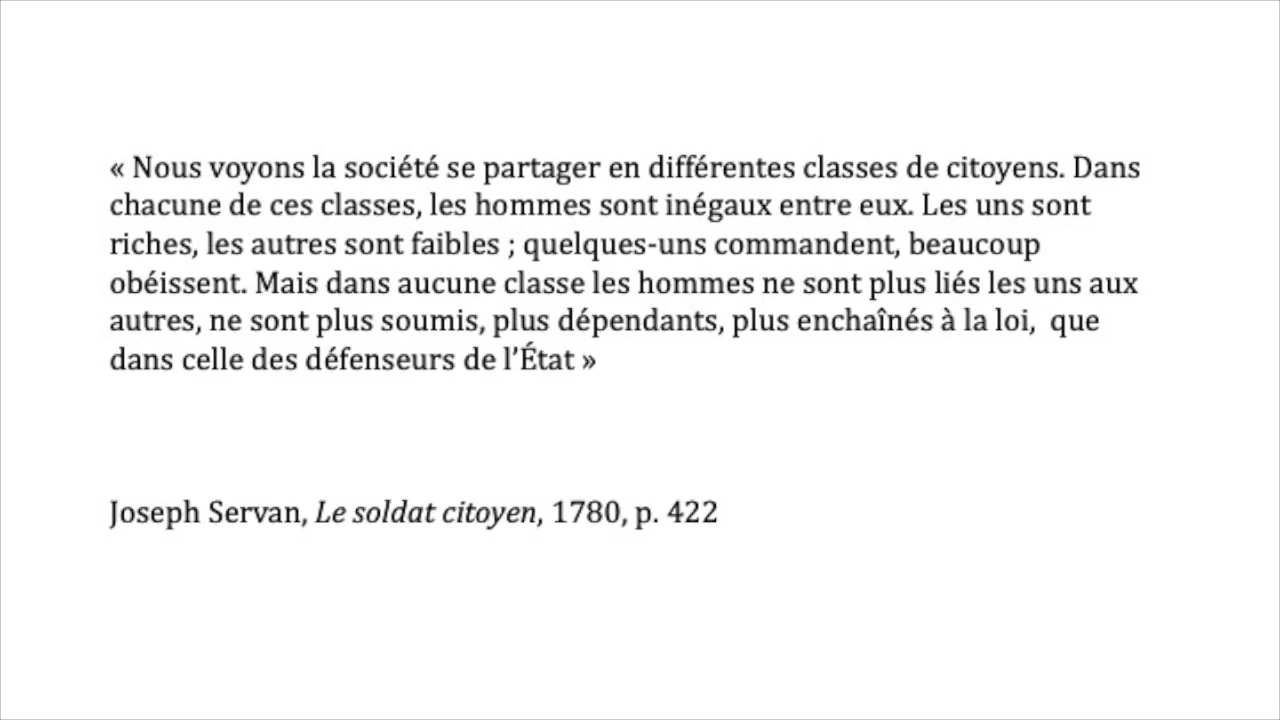 « Nous voyons la société se partager en différentes classes de citoyens. Dans
chacune de ces classes, les hommes sont inégaux entre eux. Les uns sont
riches, les autres sont faibles ; quelques-uns commandent, beaucoup
obéissent. Mais dans aucune classe les hommes ne sont plus liés les uns aux
autres, ne sont plus soumis, plus dépendants, plus enchaînés à la loi,  que
dans celle des défenseurs de l’État »
Joseph Servan, Le soldat citoyen, 1780, p. 422